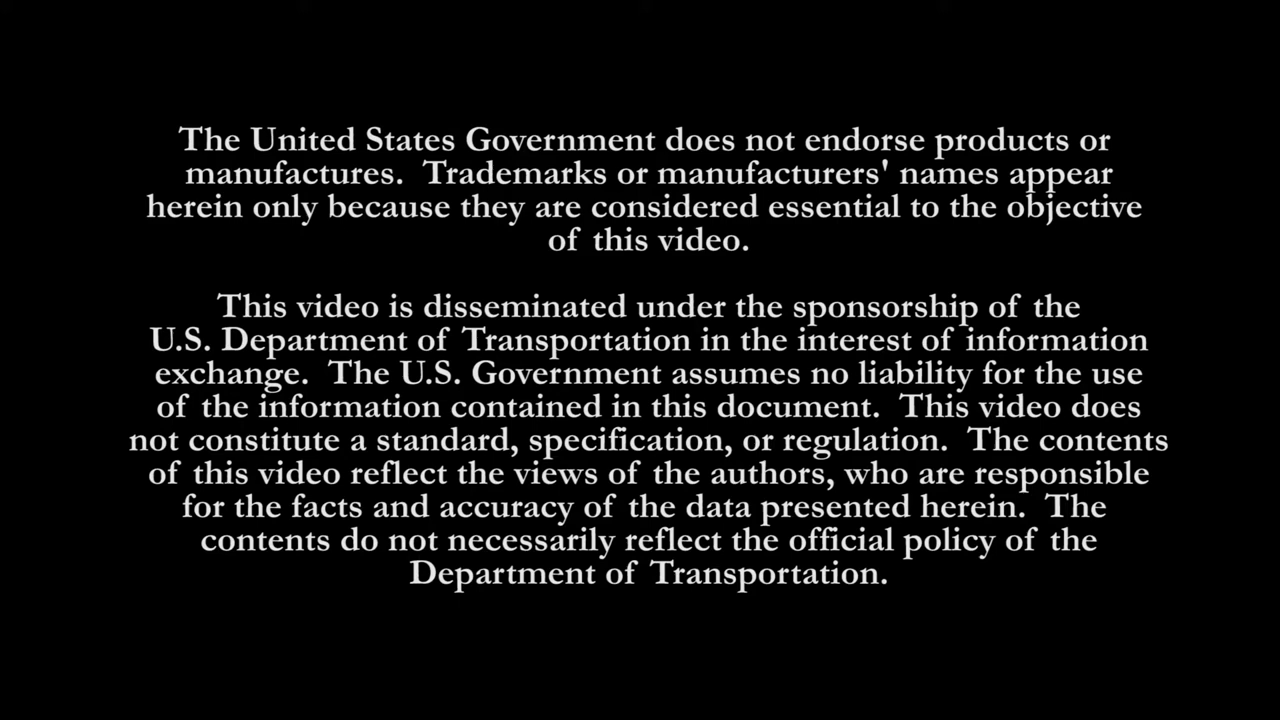 The United States Government does not endorse products or
manufactures.  Trademarks or manufacturers' names appear
herein only because they are considered essential to the objective
of this video.
This video is disseminated under the sponsorship of the
U.S. Department of Transportation in the interest of information
exchange.  The U.S. Government assumes no liability for the use
of the information contained in this document.  This video does
not constitute a standard, specification, or regulation.  The contents
of this video reflect the views of the authors, who are responsible
for the facts and accuracy of the data presented herein.  The
contents do not necessarily reflect the official policy of the
Department of Transportation.